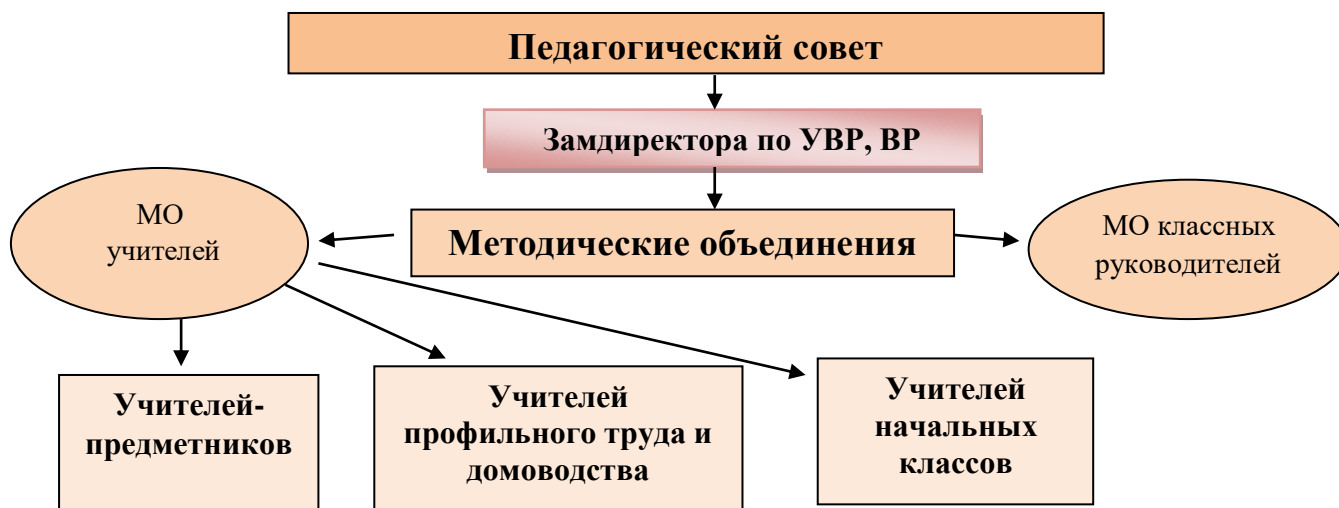 Педагогический совет
Замдиректора по УВР, ВР
МО
учителей
Методические объединения
МО классных
руководителей
Учителей-
предметников
Учителей
профильного труда и
домоводства
Учителей
начальных
классов